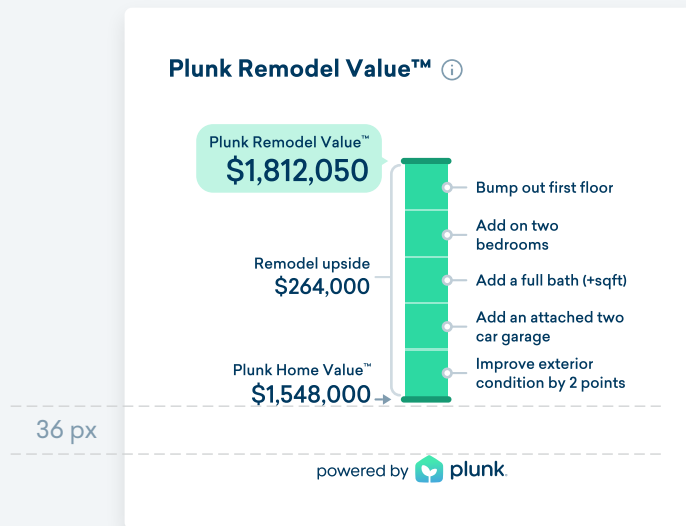 Plunk Remodel Value™
Plunk Remodel Value™
$1,812,050
Bump out first floor
Add on two
bedrooms
Remodel upside
$264,000
Add a full bath (+sqft)
Add an attached two
car garage
Plunk Home Value™
$1,548,000
Improve exterior
condition by 2 points
36 px
powered by plunk.